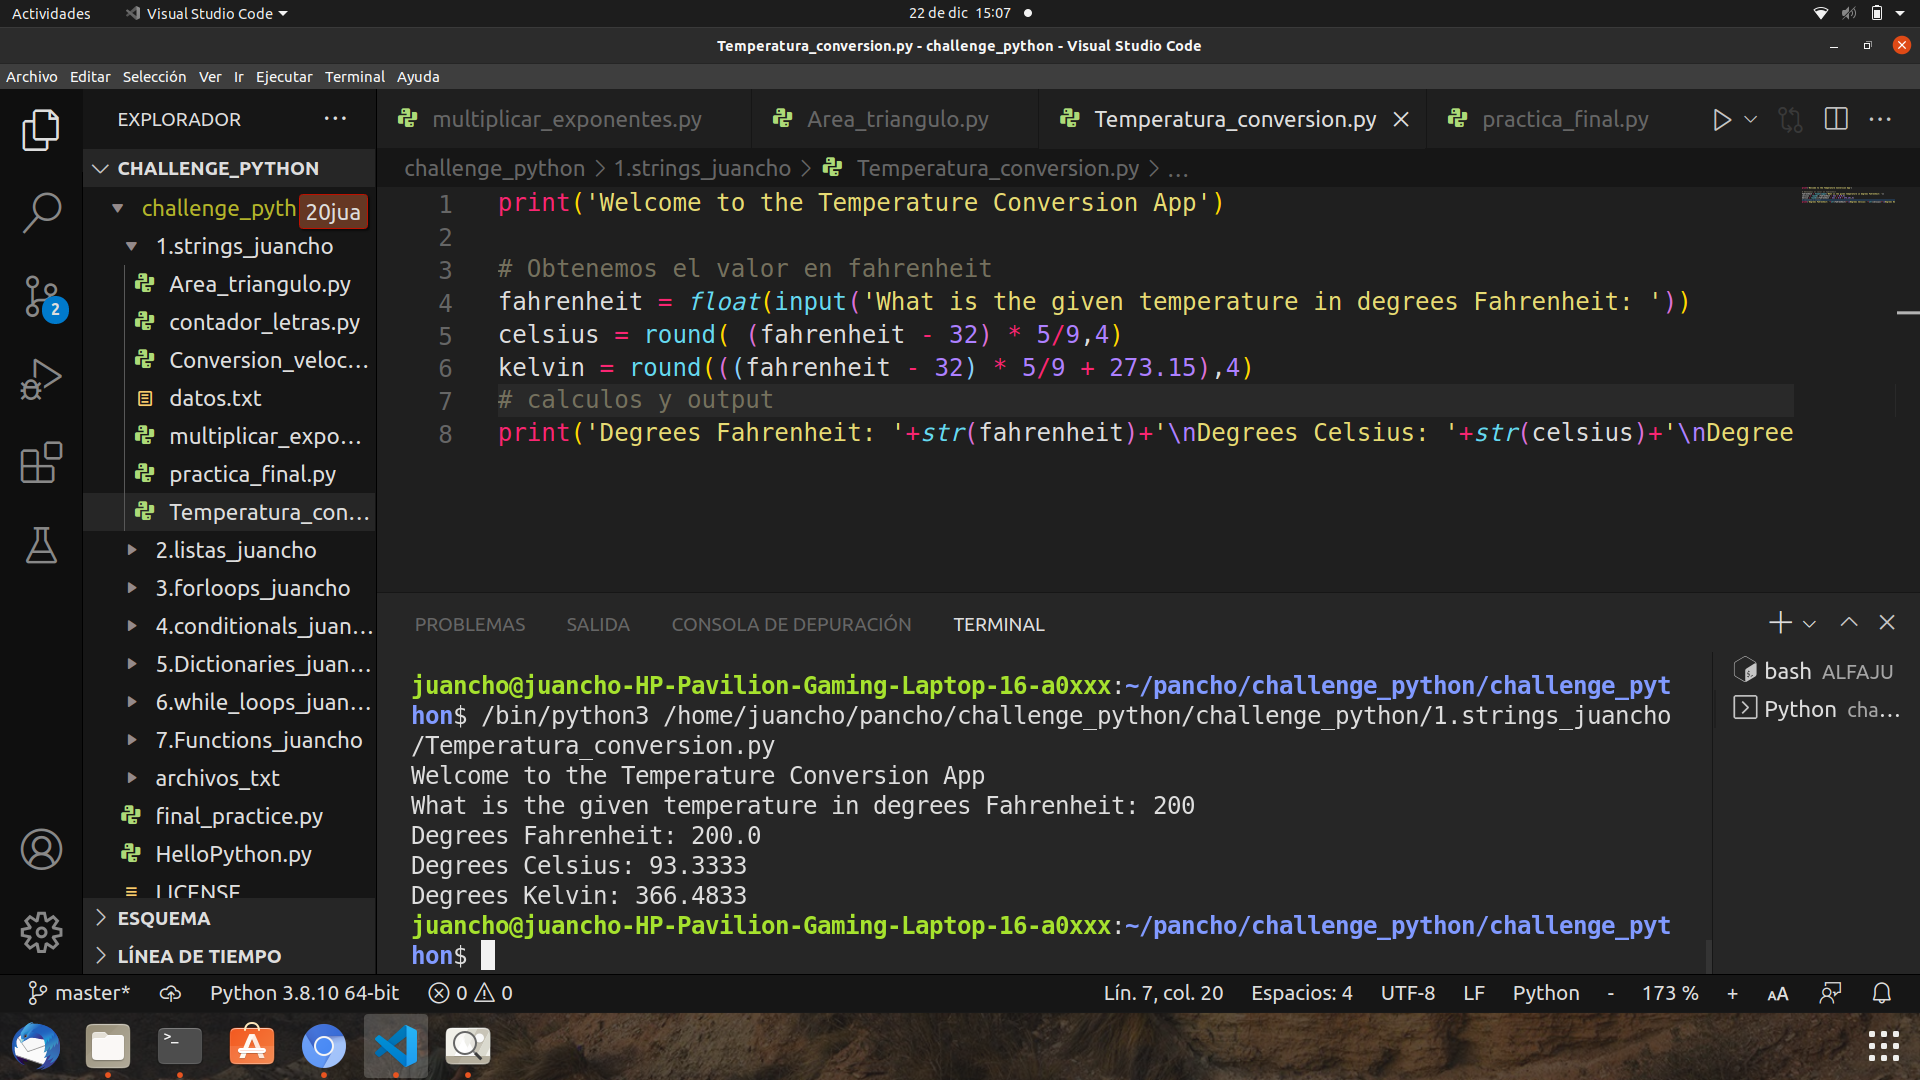 Actividades
Visual Studio Code
22 de dic 15:07
Temperatura_conversion.py - challenge_python - Visual Studio Code
Archivo Editar Selección Ver Ir Ejecutar Terminal Ayuda
EXPLORADOR
multiplicar_exponentes.py
Area_triangulo.py
Temperatura_conversion.py
practica_final.py
challenge_python > 1.strings_juancho > Temperatura_conversion.py > ...
CHALLENGE_PYTHON
challenge_pyth 20jua
1.strings_juancho
Area_triangulo.py
contador_letras.py
Conversion_veloc...
datos.txt
multiplicar_expo...
practica_final.py
Temperatura_con...
2.listas_juancho
3.forloops_juancho
4.conditionals_juan...
5.Dictionaries_juan...
6.while_loops_juan...
7.Functions_juancho
archivos_txt
final_practice.py
HelloPython.py
LICENSE
ESQUEMA
LÍNEA DE TIEMPO
2
1 print('Welcome to the Temperature Conversion App')
2
3 # Obtenemos el valor en fahrenheit
4 fahrenheit = float(input('What is the given temperature in degrees Fahrenheit: '))
5 celsius = round( (fahrenheit - 32) * 5/9,4)
6 kelvin = round(((fahrenheit - 32) * 5/9 + 273.15),4)
7 # calculos y output
8 print('Degrees Fahrenheit: '+str(fahrenheit)+'\nDegrees Celsius: '+str(celsius)+'\nDegree
PROBLEMAS SALIDA CONSOLA DE DEPURACIÓN TERMINAL
bash ALFAJU
Python cha...
juancho@juancho-HP-Pavilion-Gaming-Laptop-16-a0xxx:~/pancho/challenge_python/challenge_pyt
hon$ /bin/python3 /home/juancho/pancho/challenge_python/challenge_python/1.strings_juancho
/Temperatura_conversion.py
Welcome to the Temperature Conversion App
What is the given temperature in degrees Fahrenheit: 200
Degrees Fahrenheit: 200.0
Degrees Celsius: 93.3333
Degrees Kelvin: 366.4833
juancho@juancho-HP-Pavilion-Gaming-Laptop-16-a0xxx:~/pancho/challenge_python/challenge_pyt
hon$
master* Python 3.8.10 64-bit 0 0
Lín. 7, col. 20 Espacios: 4 UTF-8 LF Python - 173 % + AA